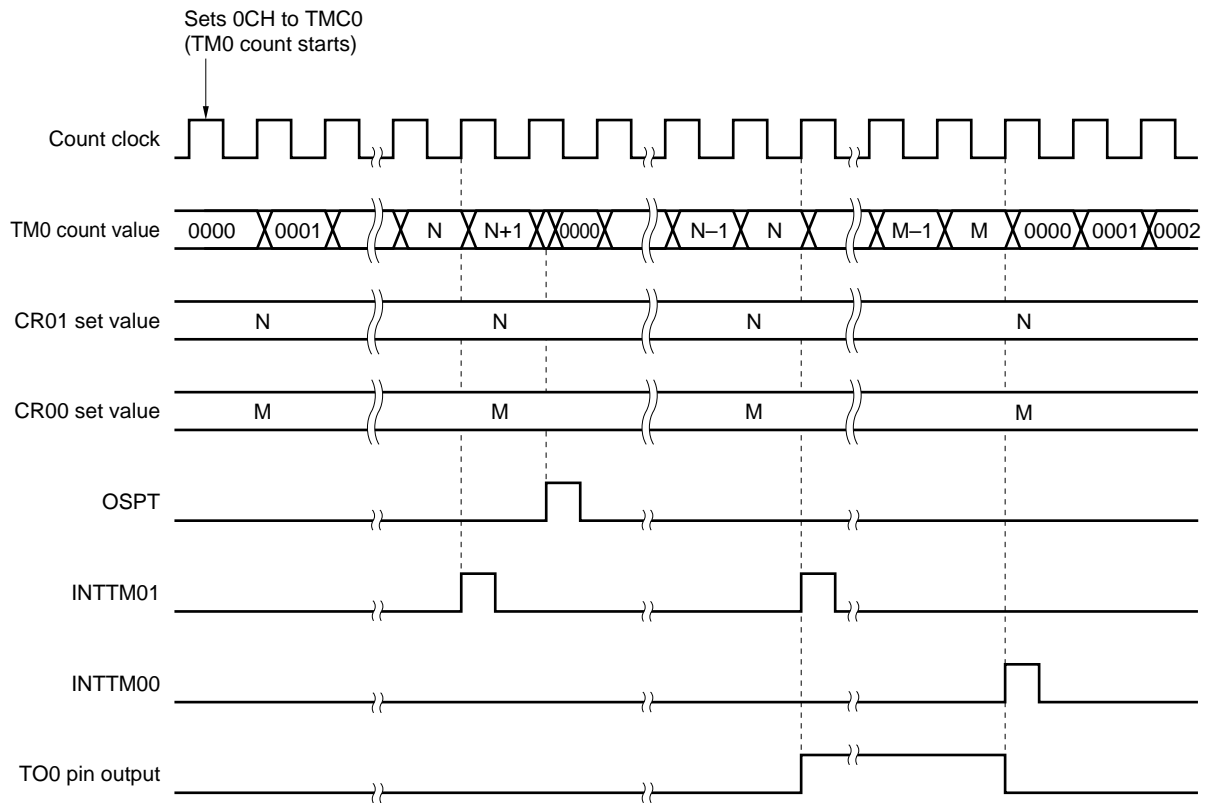 Sets 0CH to TMC0
(TM0 count starts)
Count clock
TM0 count value 0000 0001 N N+1 0000 N–1 N M–1 M 0000 0001 0002
CR01 set value N N N N
CR00 set value M M M M
OSPT
INTTM01
INTTM00
TO0 pin output